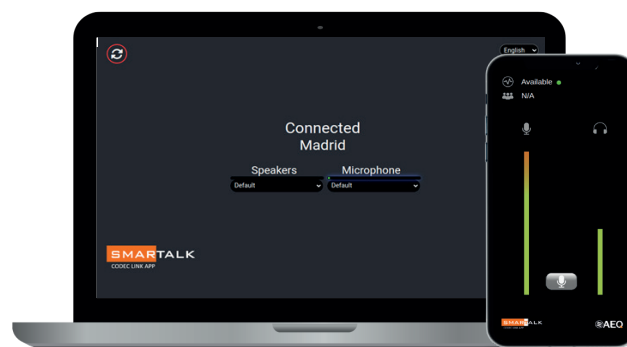 English
Connected
Madrid
Speakers
Microphone
Default
Default
SMARTALK
CODEC LINK APP
Available
N/A
SMARTALK
AEQ